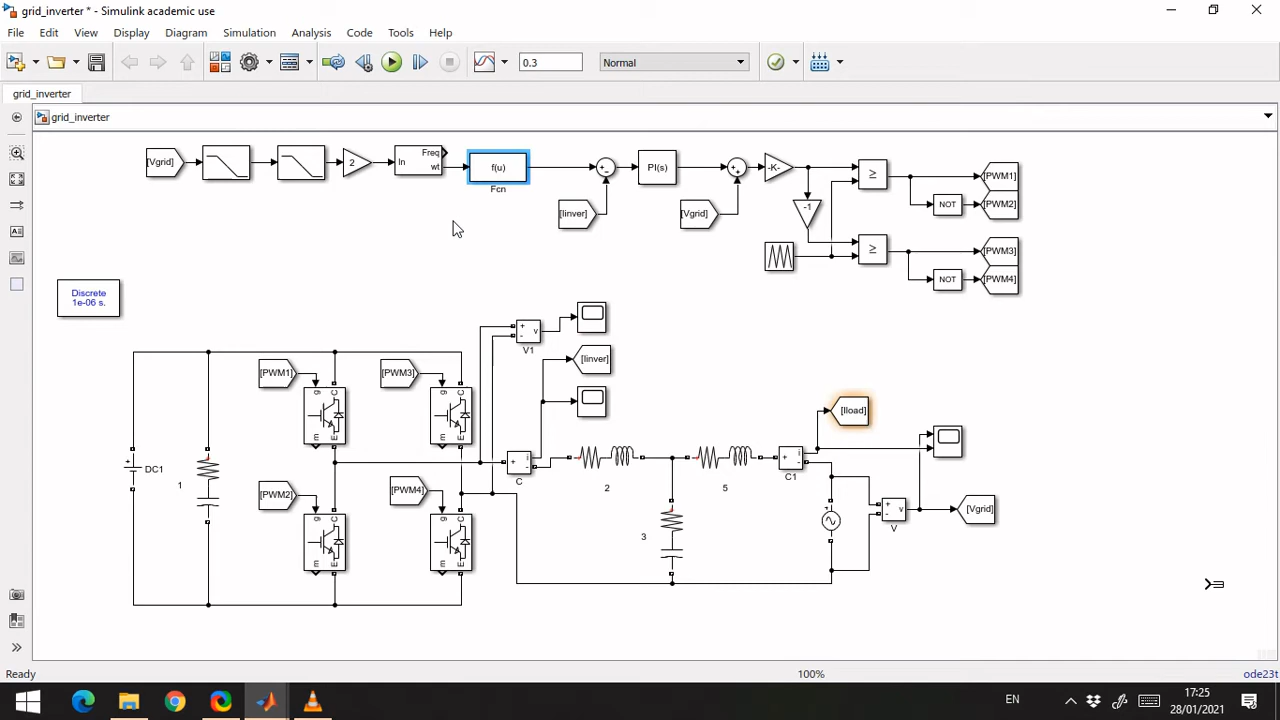 grid_inverter * - Simulink academic use
File Edit View Display Diagram Simulation Analysis Code Tools Help
0.3 Normal
grid_inverter
grid_inverter
[Vgrid] 2 In Freq wt f(u) PI(s) -K- ≥ [PWM1]
Fcn
[Iinver] [Vgrid] -1 NOT [PWM2]
≥ [PWM3]
NOT [PWM4]
Discrete
1e-06 s.
+ - v
V1
[Iinver]
[PWM1] [PWM3]
g C g C
m E m E
[Iload]
DC1 + i -
C
+ i -
C1
1 2 5
[PWM2] [PWM4]
g C g C
m E m E
3
+ - v
V
[Vgrid]
Ready 100% ode23t
EN 17:25
28/01/2021